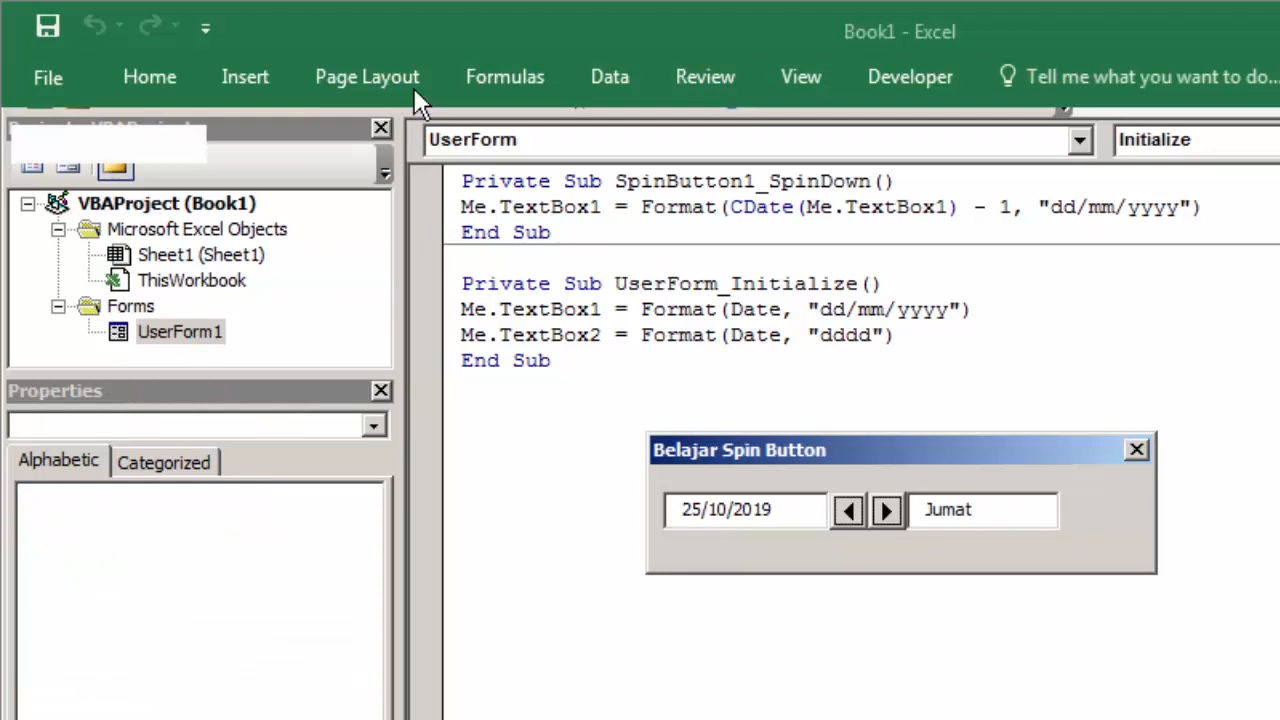 Book1 - Excel
File Home Insert Page Layout Formulas Data Review View Developer Tell me what you want to do...
UserForm Initialize
VBAProject (Book1)
Microsoft Excel Objects
Sheet1 (Sheet1)
ThisWorkbook
Forms
UserForm1
Properties
Alphabetic Categorized
Private Sub SpinButton1_SpinDown()
Me.TextBox1 = Format(CDate(Me.TextBox1) - 1, "dd/mm/yyyy")
End Sub
Private Sub UserForm_Initialize()
Me.TextBox1 = Format(Date, "dd/mm/yyyy")
Me.TextBox2 = Format(Date, "dddd")
End Sub
Belajar Spin Button
25/10/2019 Jumat